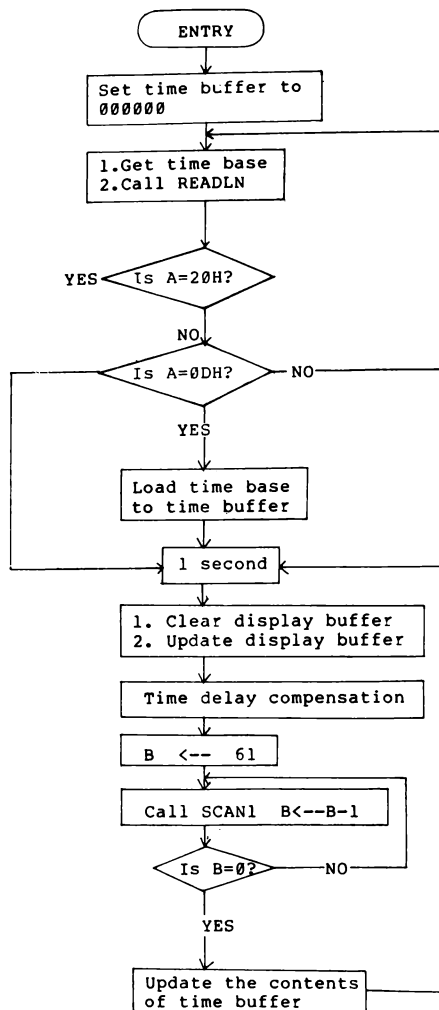 ENTRY
Set time buffer to
000000
1.Get time base
2.Call READLN
YES
Is A=20H?
NO
Is A=0DH?
NO
YES
Load time base
to time buffer
1 second
1. Clear display buffer
2. Update display buffer
Time delay compensation
B <-- 61
Call SCAN1 B<--B-1
Is B=0?
NO
YES
Update the contents
of time buffer